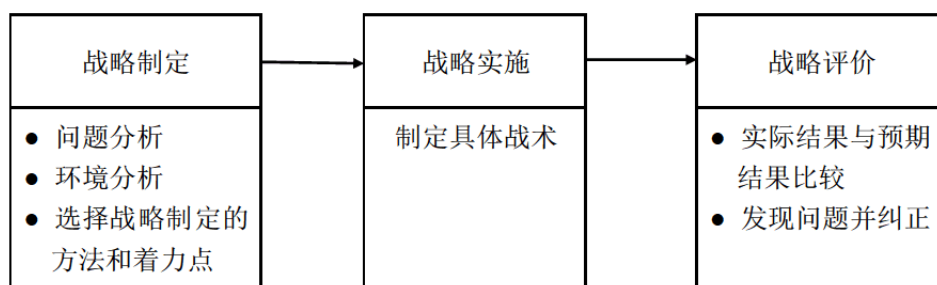 战略制定
● 问题分析
● 环境分析
● 选择战略制定的
方法和着力点
战略实施
制定具体战术
战略评价
● 实际结果与预期
结果比较
● 发现问题并纠正